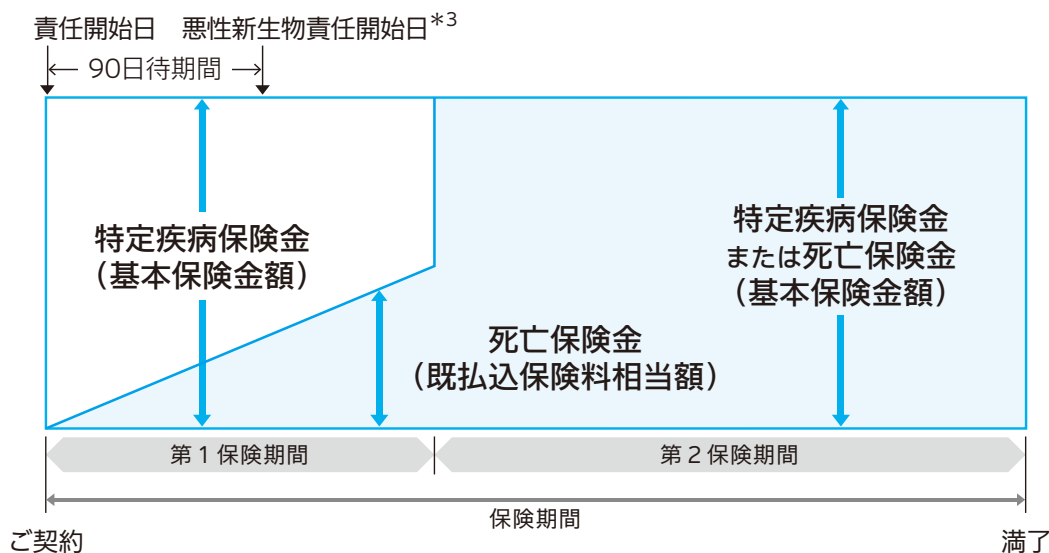 責任開始日 悪性新生物責任開始日*3
90日待期間
特定疾病保険金
(基本保険金額)
特定疾病保険金
または死亡保険金
(基本保険金額)
死亡保険金
(既払込保険料相当額)
第1保険期間 第2保険期間
保険期間
ご契約 満了